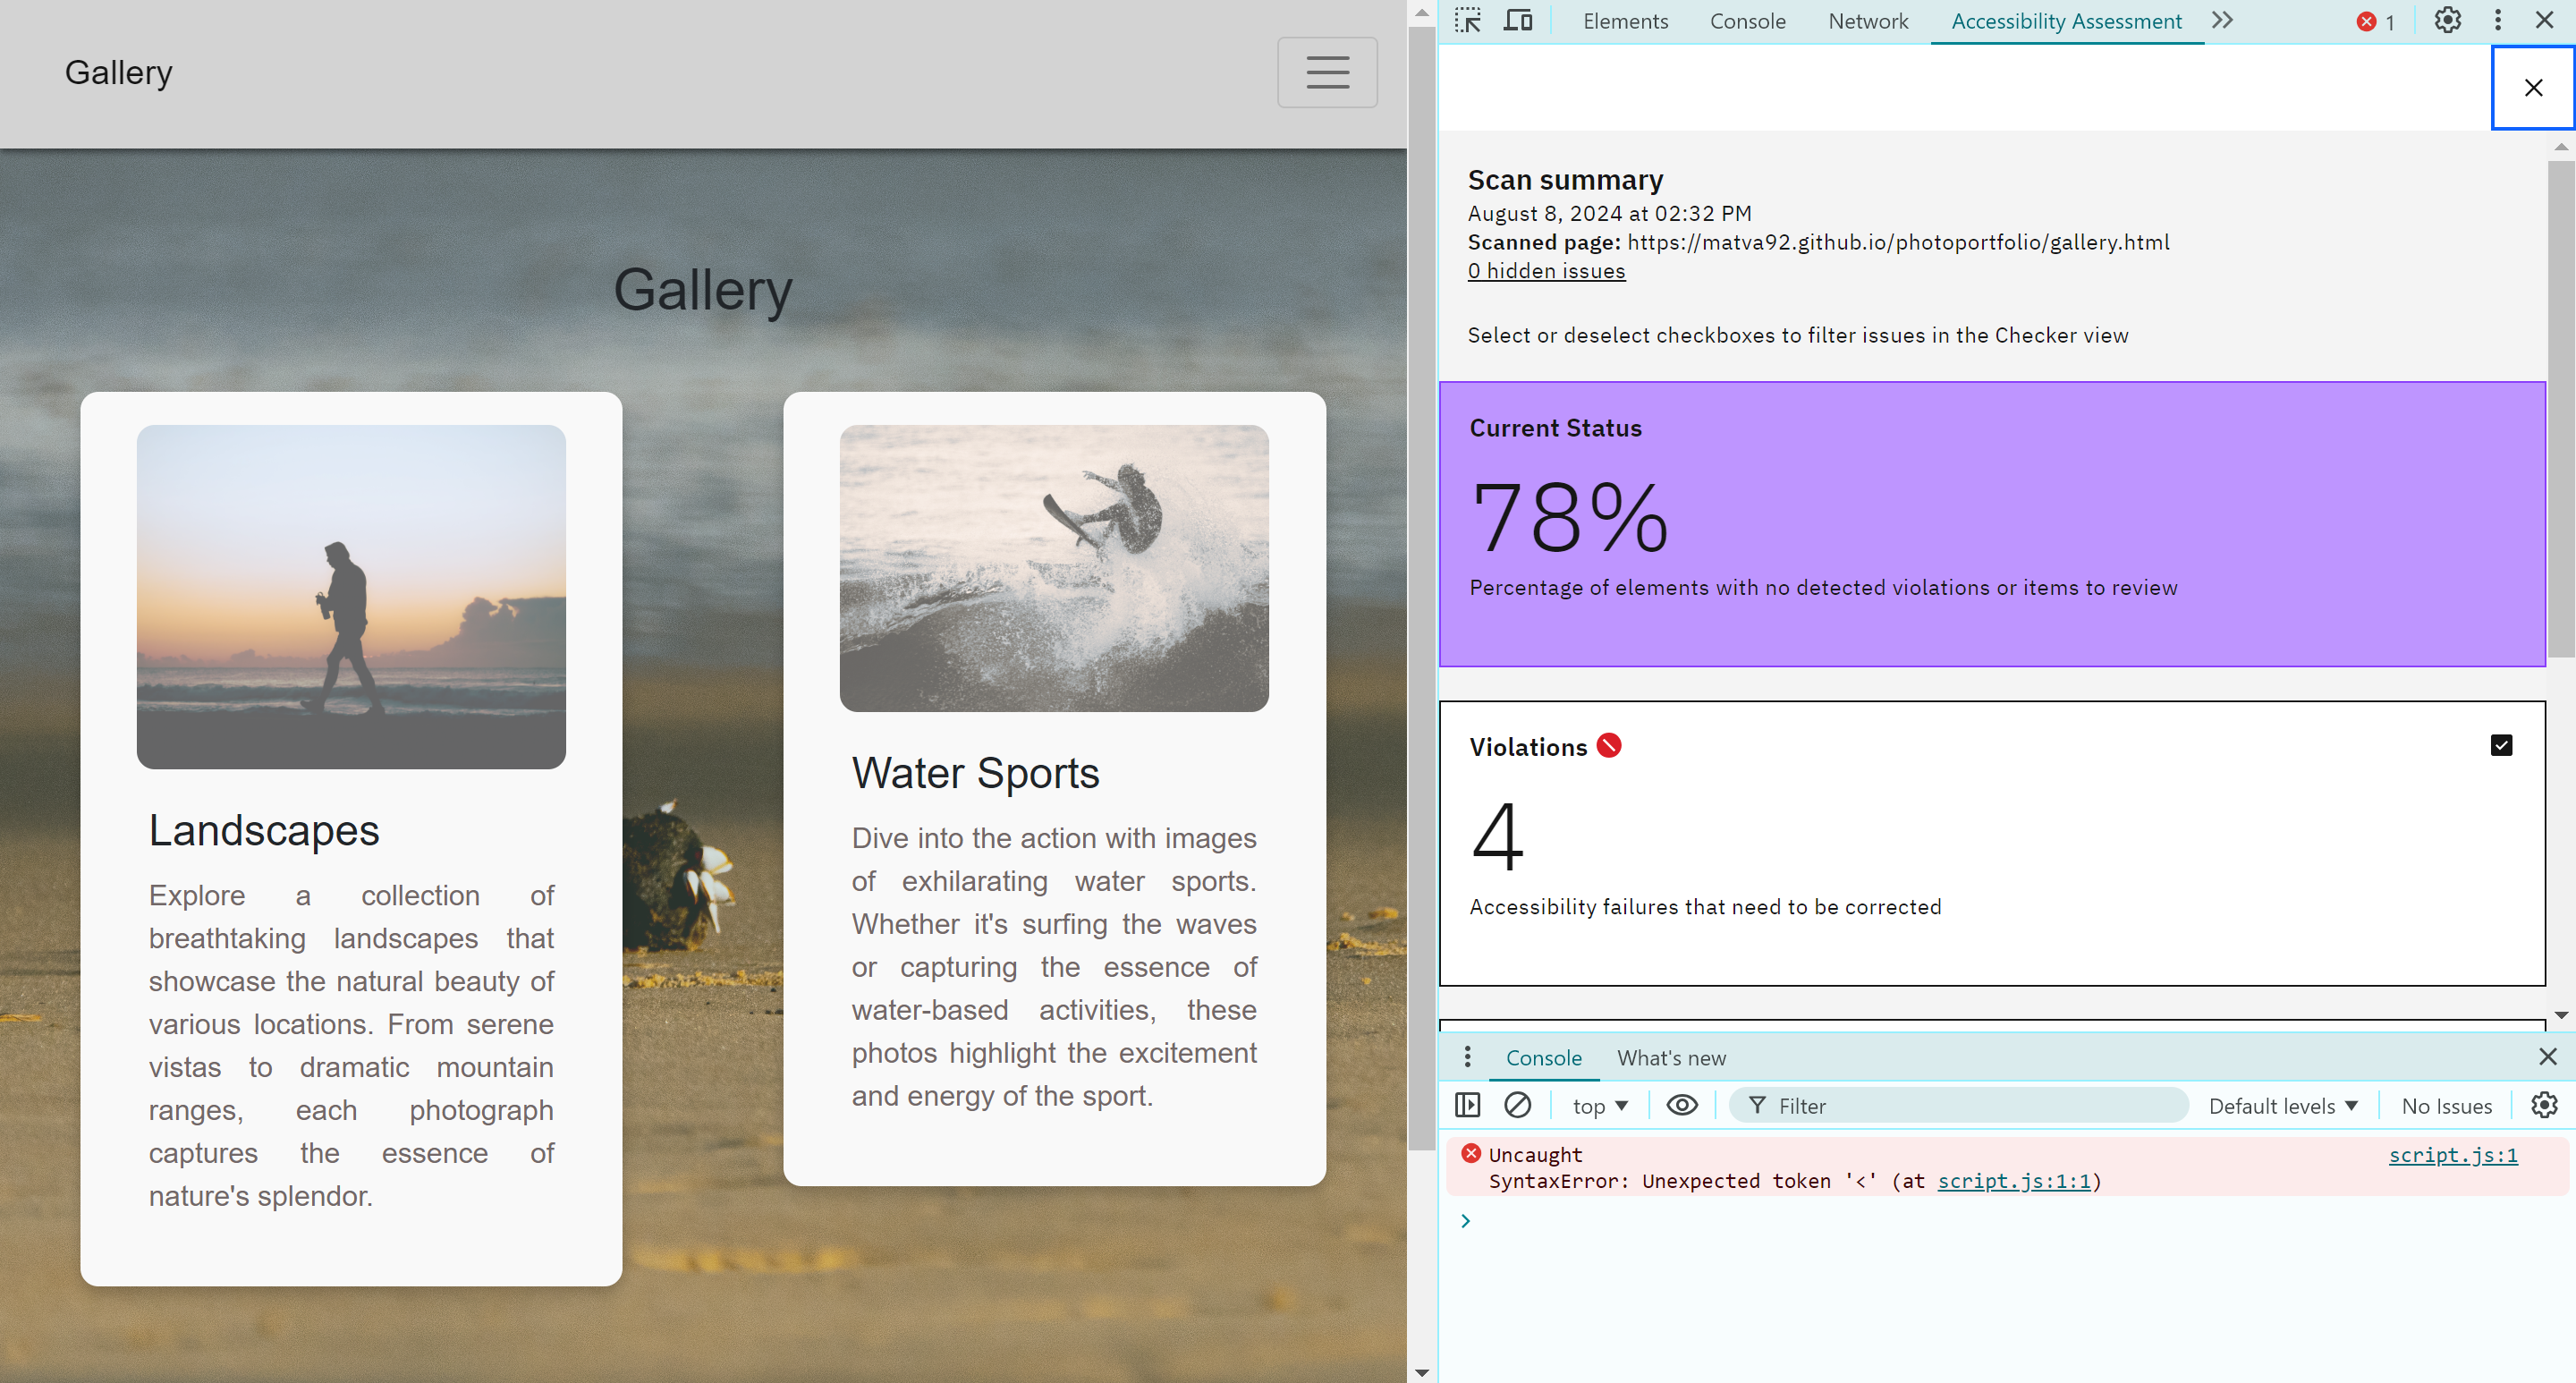 Gallery
Gallery
Landscapes
Explore a collection of
breathtaking landscapes that
showcase the natural beauty of
various locations. From serene
vistas to dramatic mountain
ranges, each photograph
captures the essence of
nature's splendor.
Water Sports
Dive into the action with images
of exhilarating water sports.
Whether it's surfing the waves
or capturing the essence of
water-based activities, these
photos highlight the excitement
and energy of the sport.
Elements Console Network Accessibility Assessment 1
Scan summary
August 8, 2024 at 02:32 PM
Scanned page: https://matva92.github.io/photoportfolio/gallery.html
0 hidden issues
Select or deselect checkboxes to filter issues in the Checker view
Current Status
78%
Percentage of elements with no detected violations or items to review
Violations
4
Accessibility failures that need to be corrected
Console What's new
top Filter Default levels No Issues
Uncaught script.js:1
SyntaxError: Unexpected token '<' (at script.js:1:1)